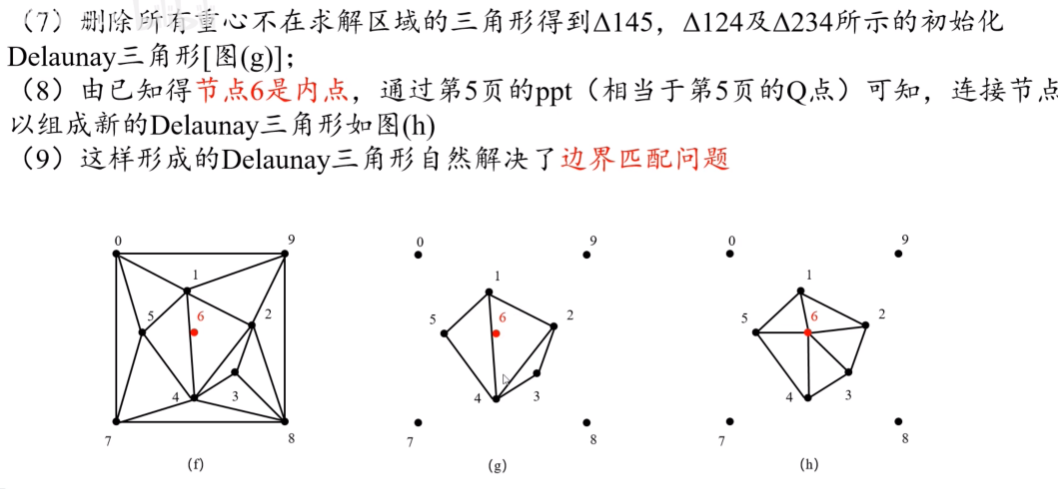 （7）删除所有重心不在求解区域的三角形得到Δ145，Δ124及Δ234所示的初始化
Delaunay三角形[图(g)]；
（8）由已知得节点6是内点，通过第5页的ppt（相当于第5页的Q点）可知，连接节点
以组成新的Delaunay三角形如图(h)
（9）这样形成的Delaunay三角形自然解决了边界匹配问题
0 9 0 9 0 9
1 1 1
5 6 2 5 6 2 5 6 2
4 3 4 3 4 3
7 8 7 8 7 8
(f) (g) (h)